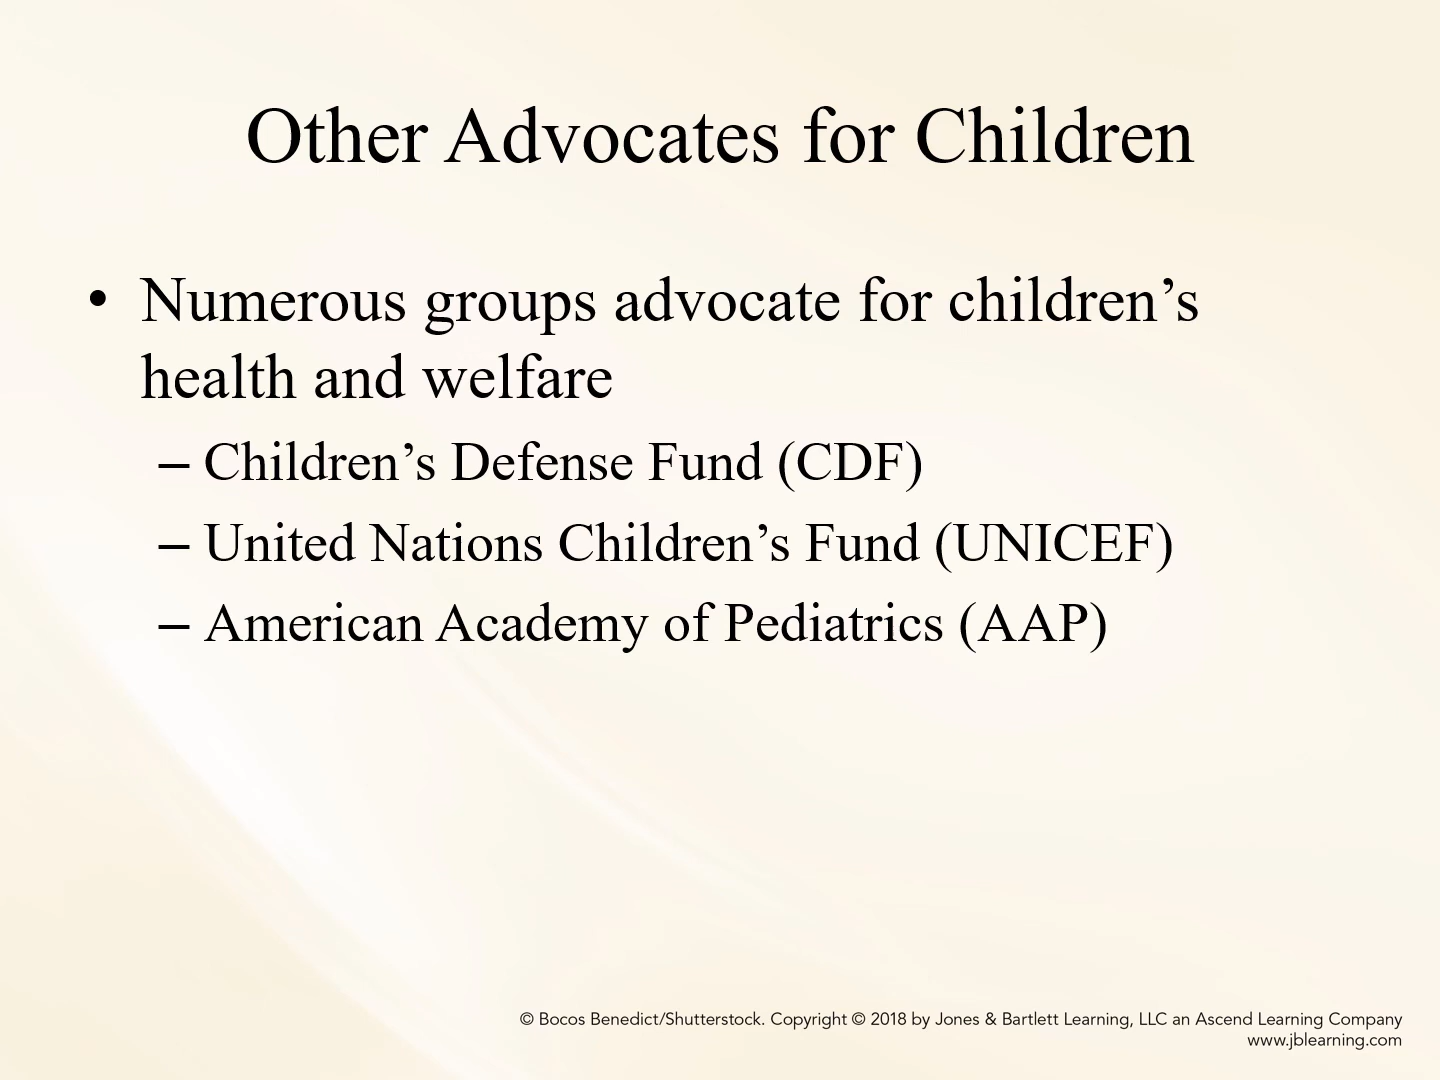 Other Advocates for Children
• Numerous groups advocate for children’s
health and welfare
– Children’s Defense Fund (CDF)
– United Nations Children’s Fund (UNICEF)
– American Academy of Pediatrics (AAP)
© Bocos Benedict/Shutterstock. Copyright © 2018 by Jones & Bartlett Learning, LLC an Ascend Learning Company
www.jblearning.com